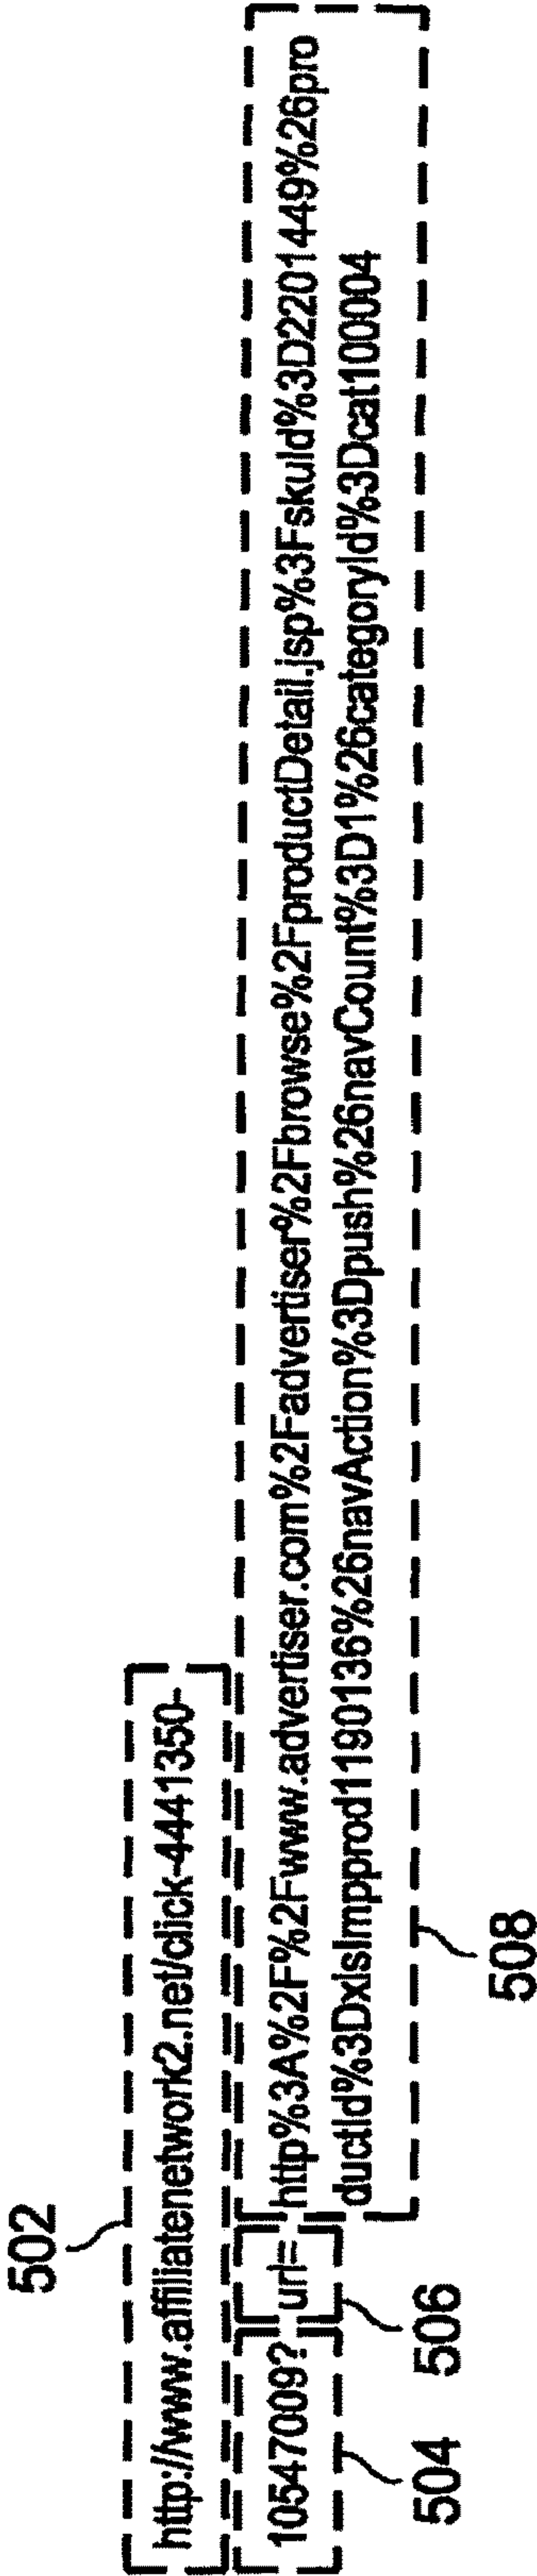 502
http://www.affiliatenetwork2.net/click-4441350-
10547009? url= http%3A%2F%2Fwww.advertiser.com%2Fadvertiser%2Fbrowse%2FproductDetail.jsp%3FskuId%3D2201449%26pro
ductId%3DxlsImpprod1190136%26navAction%3Dpush%26navCount%3D1%26categoryId%3Dcat100004
504 506 508